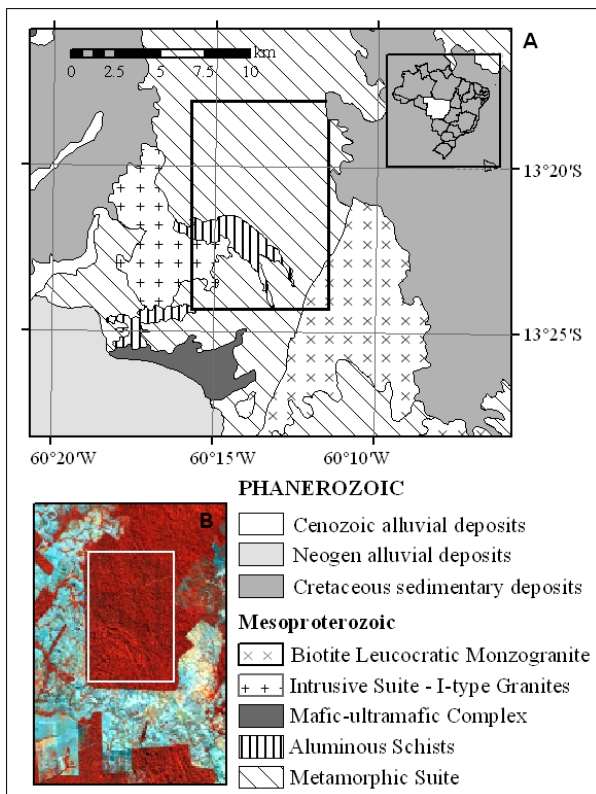 A
km
0 2.5 5 7.5 10
13°20'S
13°25'S
60°20'W 60°15'W 60°10'W
PHANEROZOIC
B
Cenozoic alluvial deposits
Neogen alluvial deposits
Cretaceous sedimentary deposits
Mesoproterozoic
Biotite Leucocratic Monzogranite
Intrusive Suite - I-type Granites
Mafic-ultramafic Complex
Aluminous Schists
Metamorphic Suite